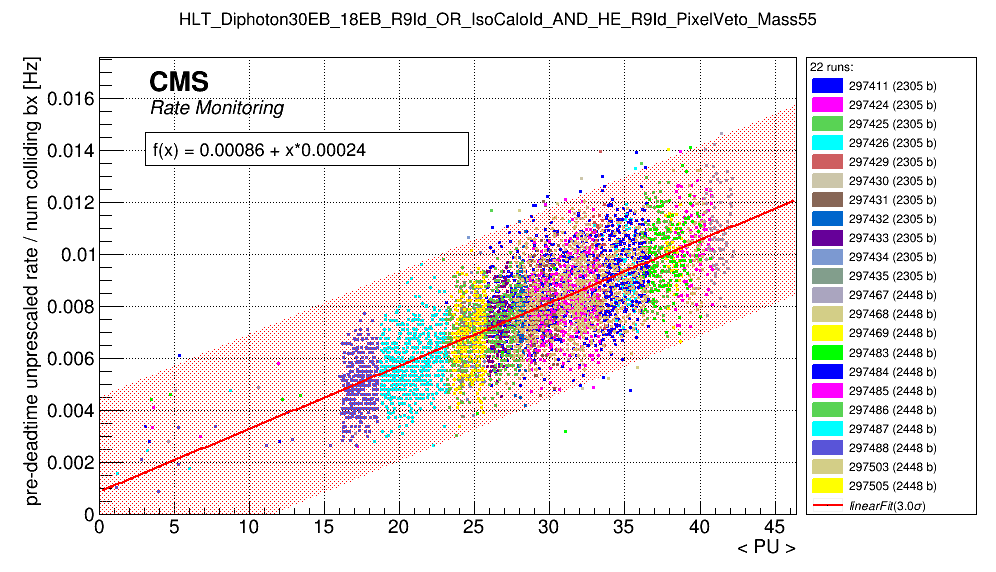 HLT_Diphoton30EB_18EB_R9Id_OR_IsoCaloId_AND_HE_R9Id_PixelVeto_Mass55
pre-deadtime unprescaled rate / num colliding bx [Hz]
CMS
Rate Monitoring
f(x) = 0.00086 + x*0.00024
0.016
0.014
0.012
0.01
0.008
0.006
0.004
0.002
0
0 5 10 15 20 25 30 35 40 45
< PU >
22 runs:
297411 (2305 b)
297424 (2305 b)
297425 (2305 b)
297426 (2305 b)
297429 (2305 b)
297430 (2305 b)
297431 (2305 b)
297432 (2305 b)
297433 (2305 b)
297434 (2305 b)
297435 (2305 b)
297467 (2448 b)
297468 (2448 b)
297469 (2448 b)
297483 (2448 b)
297484 (2448 b)
297485 (2448 b)
297486 (2448 b)
297487 (2448 b)
297488 (2448 b)
297503 (2448 b)
297505 (2448 b)
linearFit(3.0σ)